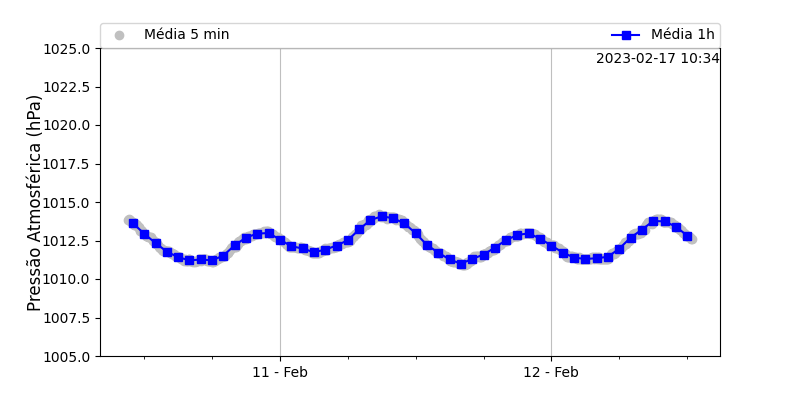 Média 5 min
Média 1h
2023-02-17 10:34
Pressão Atmosférica (hPa)
1025.0
1022.5
1020.0
1017.5
1015.0
1012.5
1010.0
1007.5
1005.0
11 - Feb
12 - Feb